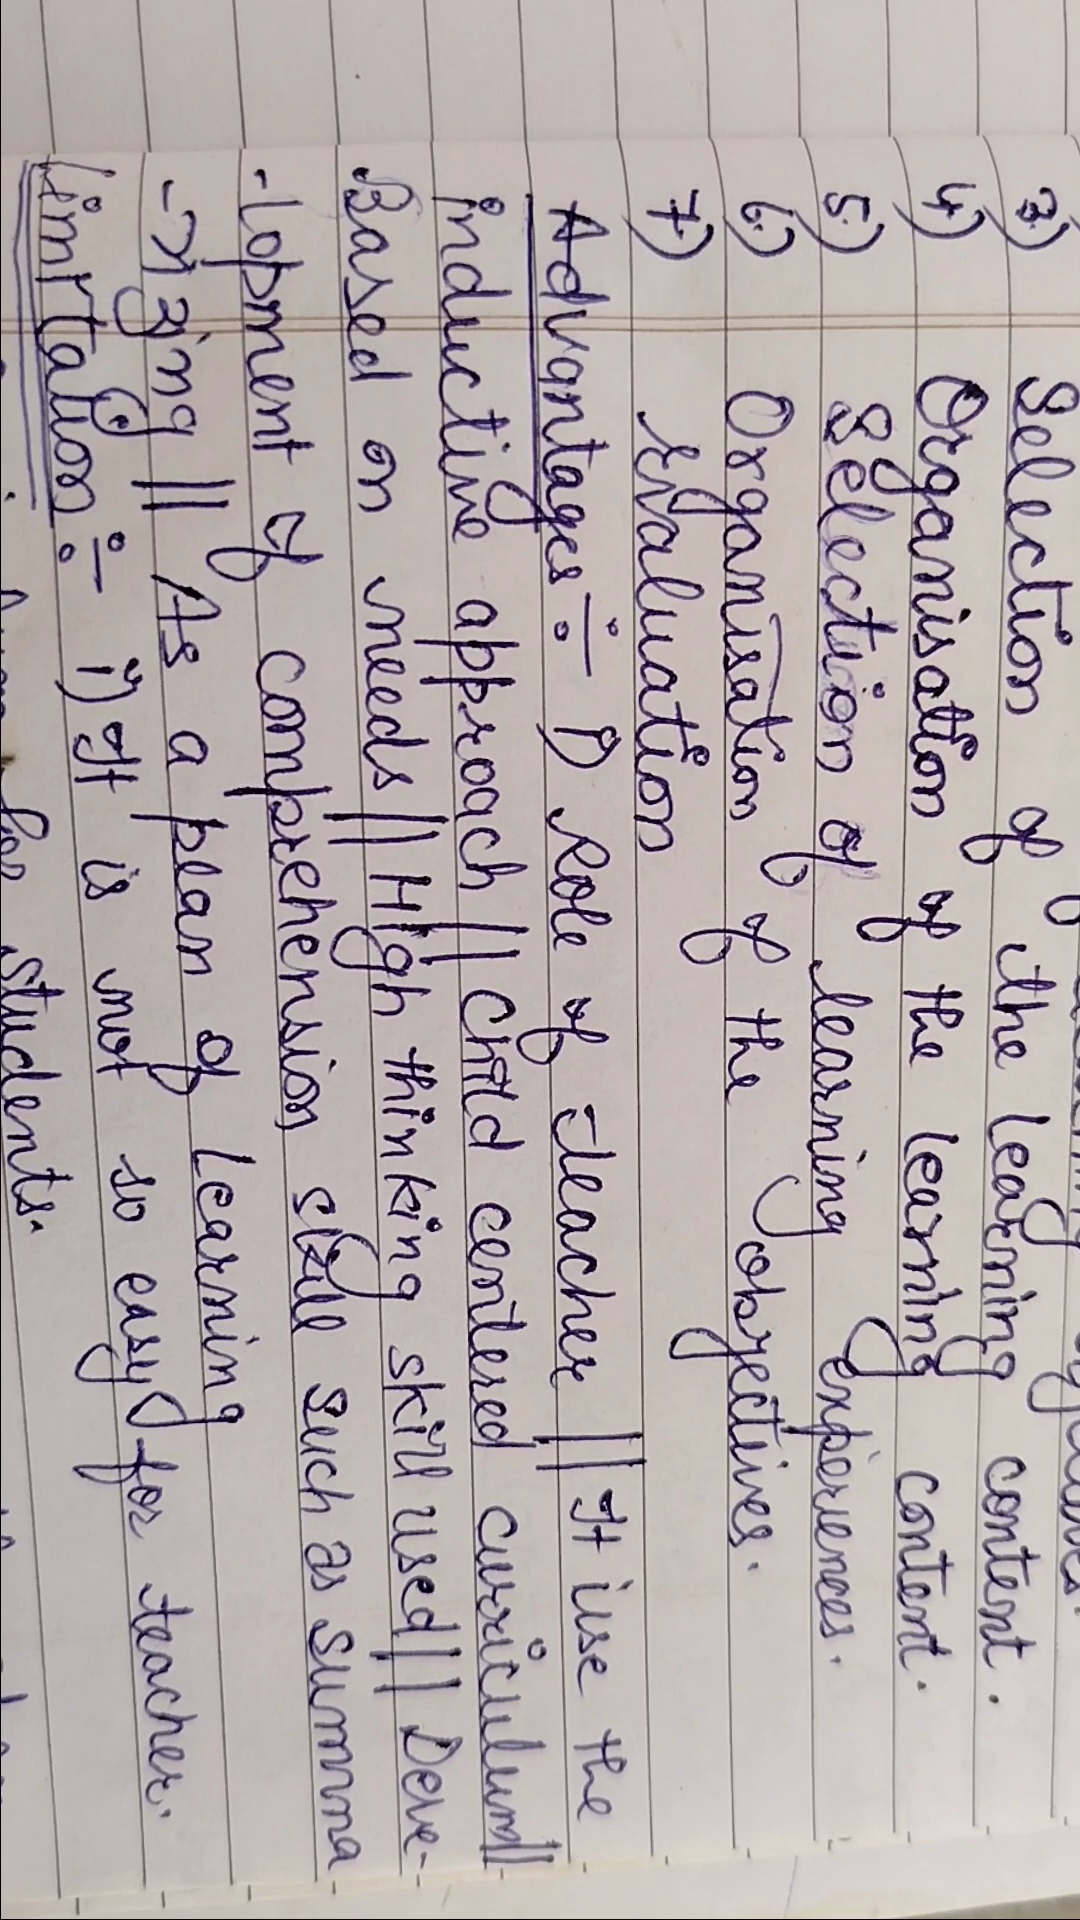 3.) Selection of the learning content.
4.) Organisation of the learning content.
5.) Selection of learning experiences.
6.) Organisation of the objectives.
7.) Evaluation
Advantages :- 1) Role of teacher || It use the
inductive approach || Child centered curriculum ||
Based on needs || High thinking skill used || Deve-
-lopment of comprehension skill such as summa
-rizing || As a plan of learning
Limitation :- i) It is not so easy for teacher.
for students.